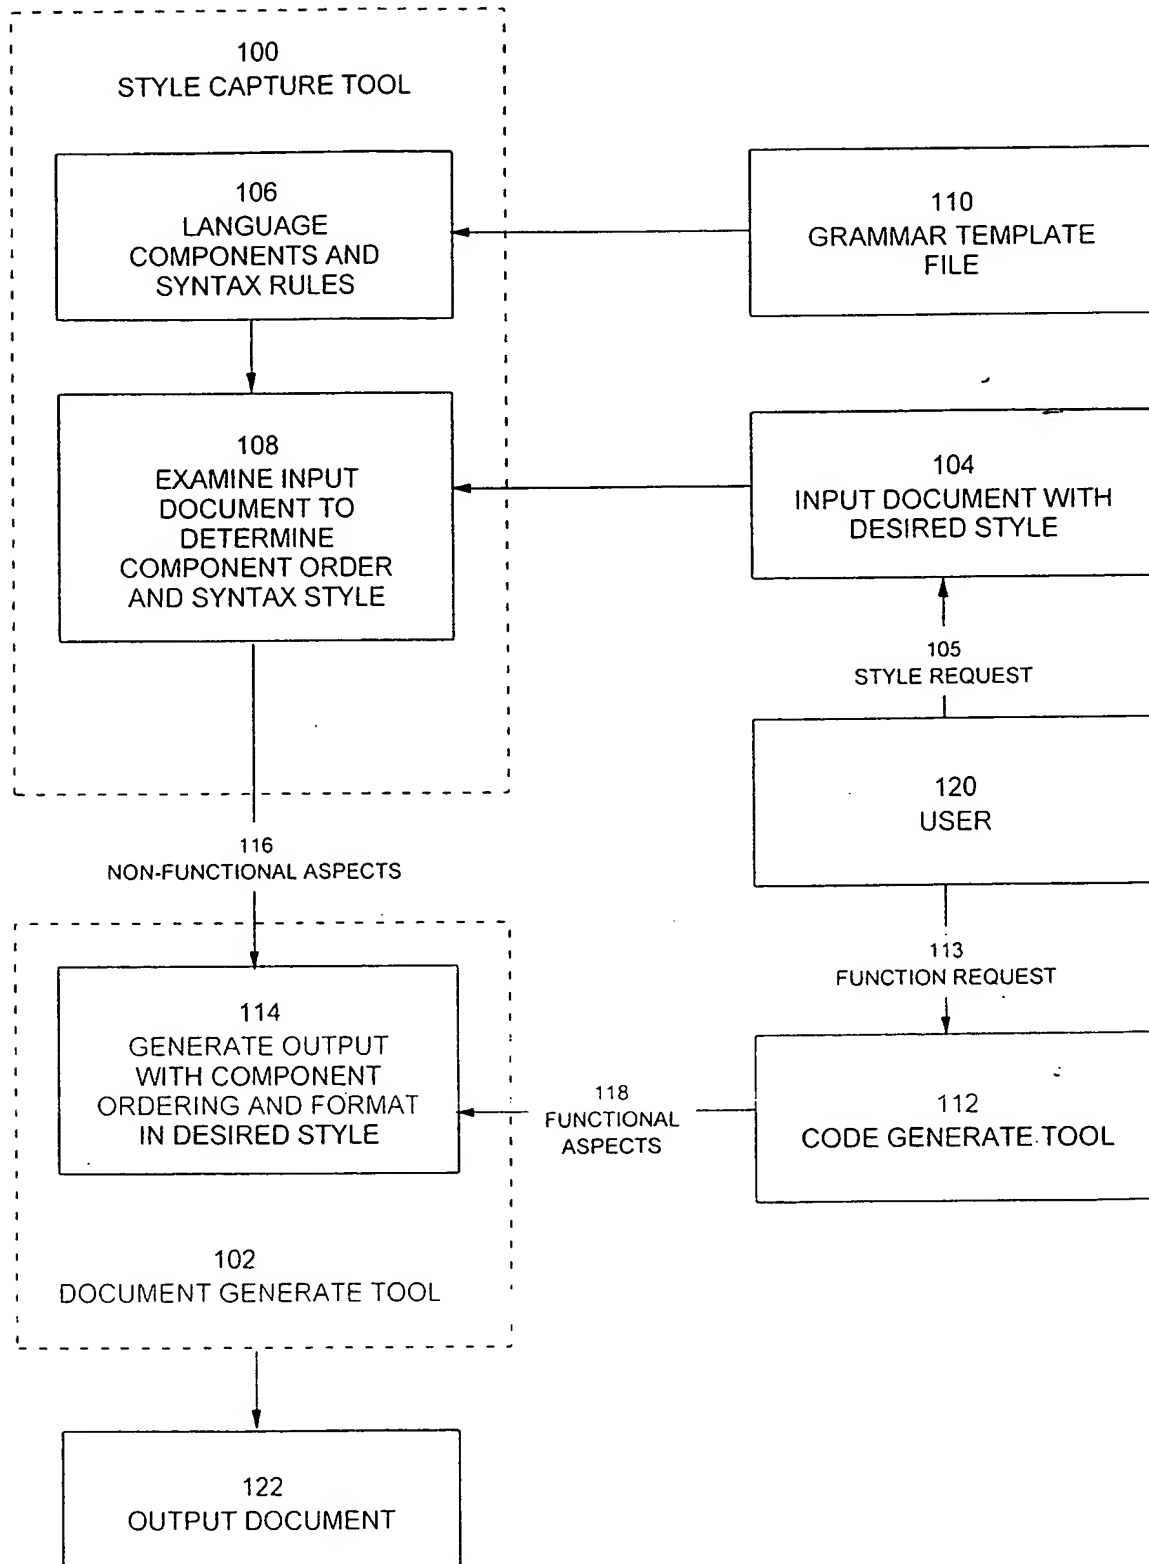 100
STYLE CAPTURE TOOL
106
LANGUAGE
COMPONENTS AND
SYNTAX RULES
110
GRAMMAR TEMPLATE
FILE
108
EXAMINE INPUT
DOCUMENT TO
DETERMINE
COMPONENT ORDER
AND SYNTAX STYLE
104
INPUT DOCUMENT WITH
DESIRED STYLE
105
STYLE REQUEST
120
USER
116
NON-FUNCTIONAL ASPECTS
113
FUNCTION REQUEST
114
GENERATE OUTPUT
WITH COMPONENT
ORDERING AND FORMAT
IN DESIRED STYLE
118
FUNCTIONAL
ASPECTS
112
CODE GENERATE TOOL
102
DOCUMENT GENERATE TOOL
122
OUTPUT DOCUMENT